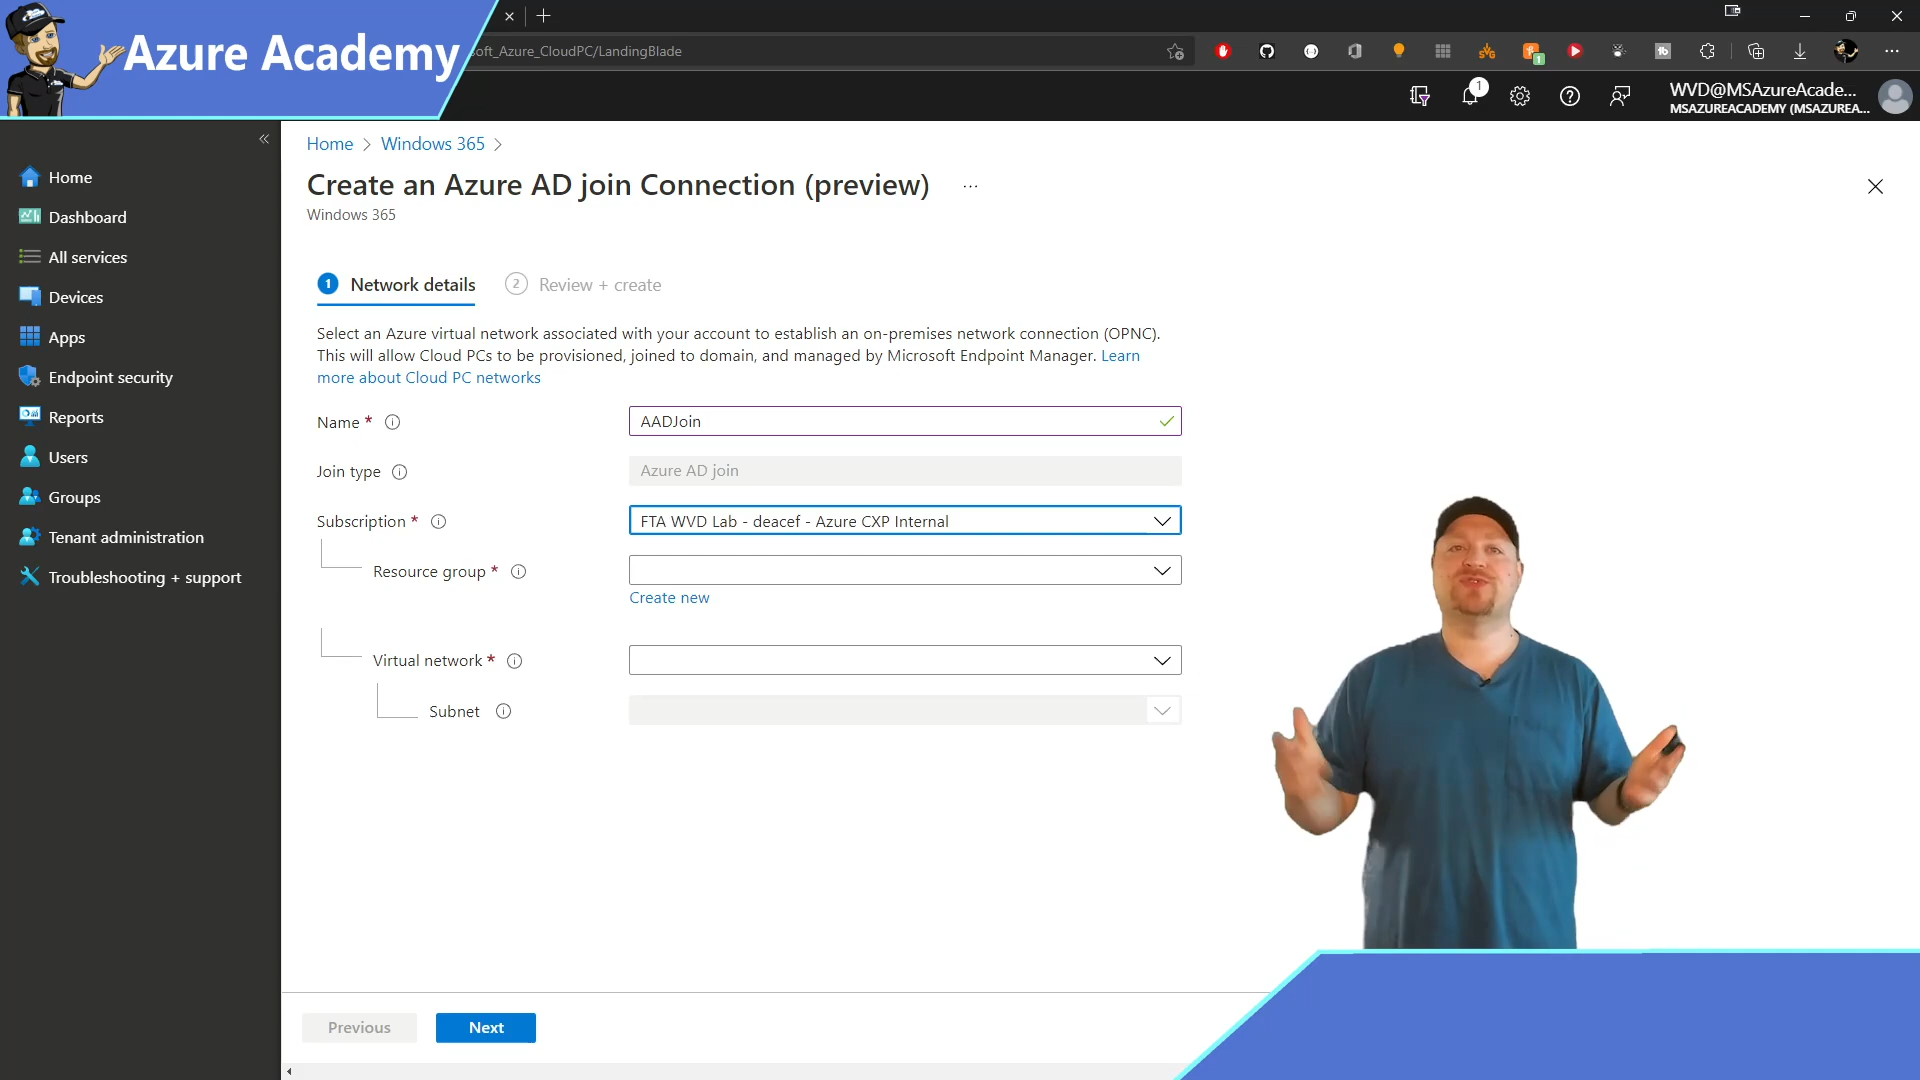 Azure Academy
oft_Azure_CloudPC/LandingBlade
1
1
WVD@MSAzureAcade...
MSAZUREACADEMY (MSAZUREA...
Home
Dashboard
All services
Devices
Apps
Endpoint security
Reports
Users
Groups
Tenant administration
Troubleshooting + support
Home > Windows 365 >
Create an Azure AD join Connection (preview) ...
Windows 365
1 Network details 2 Review + create
Select an Azure virtual network associated with your account to establish an on-premises network connection (OPNC).
This will allow Cloud PCs to be provisioned, joined to domain, and managed by Microsoft Endpoint Manager. Learn
more about Cloud PC networks
Name * AADJoin
Join type Azure AD join
Subscription * FTA WVD Lab - deacef - Azure CXP Internal
Resource group *
Create new
Virtual network *
Subnet
Previous Next